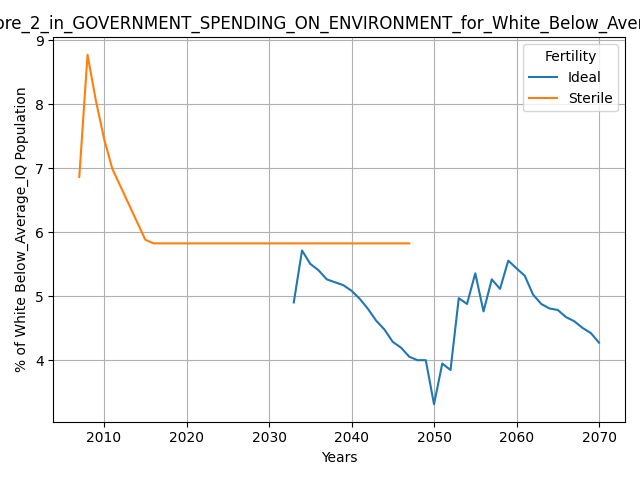 ore_2_in_GOVERNMENT_SPENDING_ON_ENVIRONMENT_for_White_Below_Aver
Fertility
Ideal
Sterile
9
8
7
6
5
4
% of White Below_Average_IQ Population
2010 2020 2030 2040 2050 2060 2070
Years